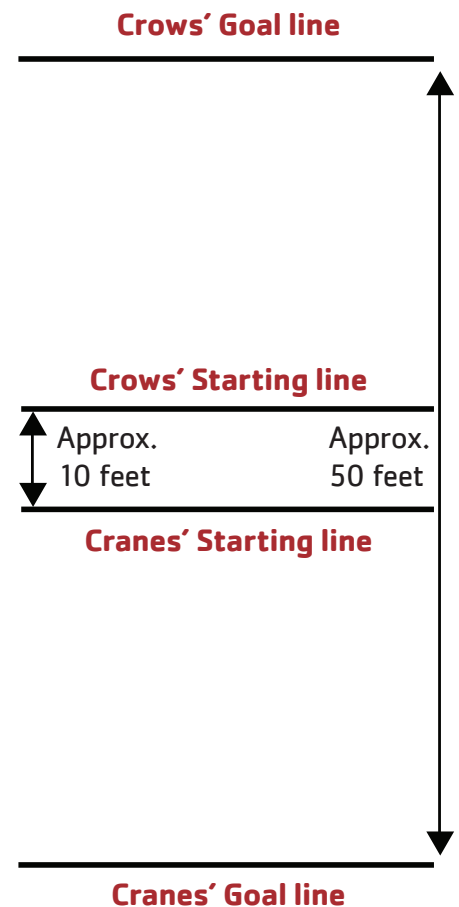 Crows’ Goal line
Crows’ Starting line
Approx.
10 feet
Approx.
50 feet
Cranes’ Starting line
Cranes’ Goal line